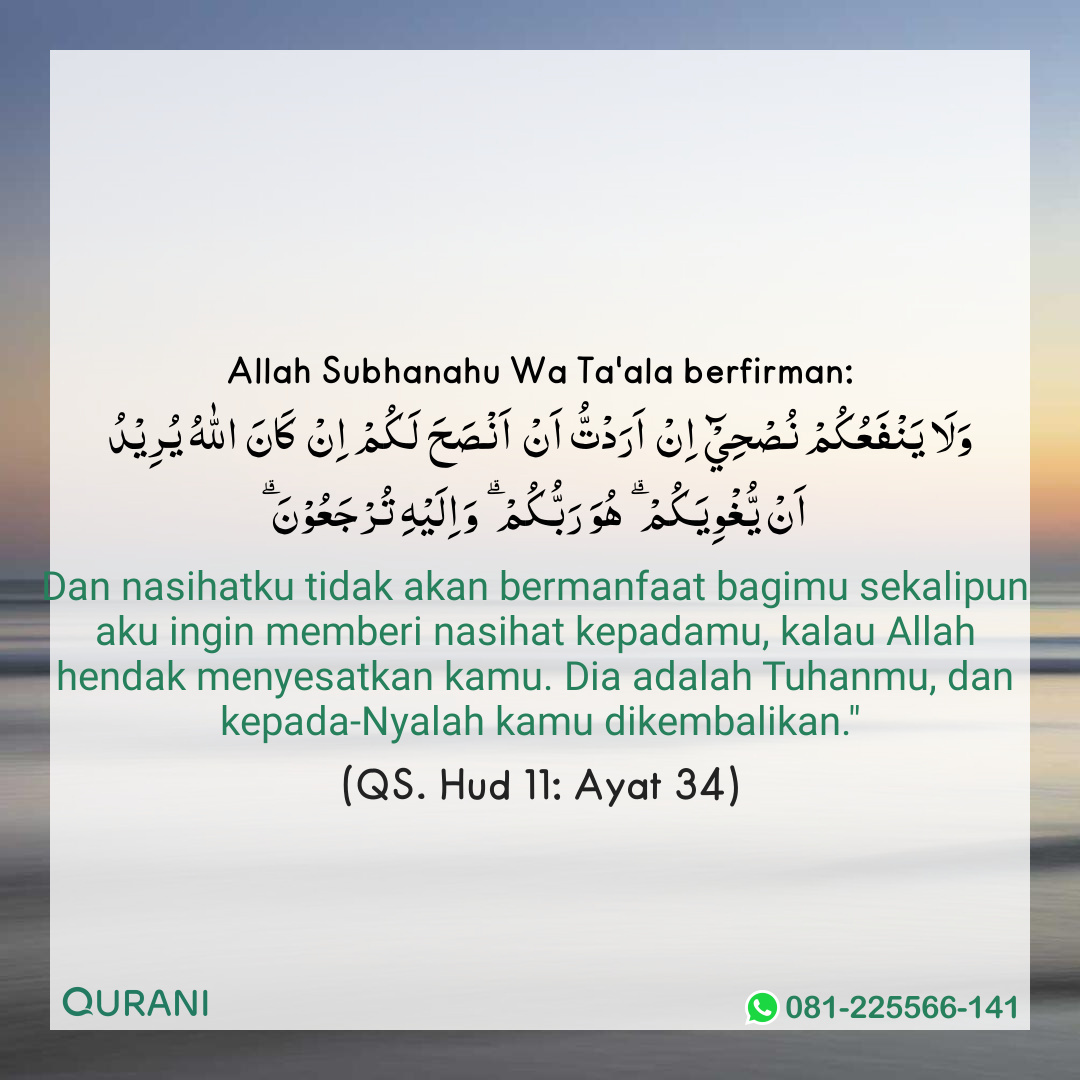 Allah Subhanahu Wa Ta'ala berfirman:
وَلَا يَنْفَعُكُمْ نُصْحِيْۤ اِنْ اَرَدْتُّ اَنْ اَنْصَحَ لَـكُمْ اِنْ كَانَ اللّٰهُ يُرِيْدُ
اَنْ يُّغْوِيَكُمْ ۗ هُوَ رَبُّكُمْ ۗ وَاِلَيْهِ تُرْجَعُوْنَ ۗ
Dan nasihatku tidak akan bermanfaat bagimu sekalipun
aku ingin memberi nasihat kepadamu, kalau Allah
hendak menyesatkan kamu. Dia adalah Tuhanmu, dan
kepada-Nyalah kamu dikembalikan."
(QS. Hud 11: Ayat 34)
QURANI
081-225566-141